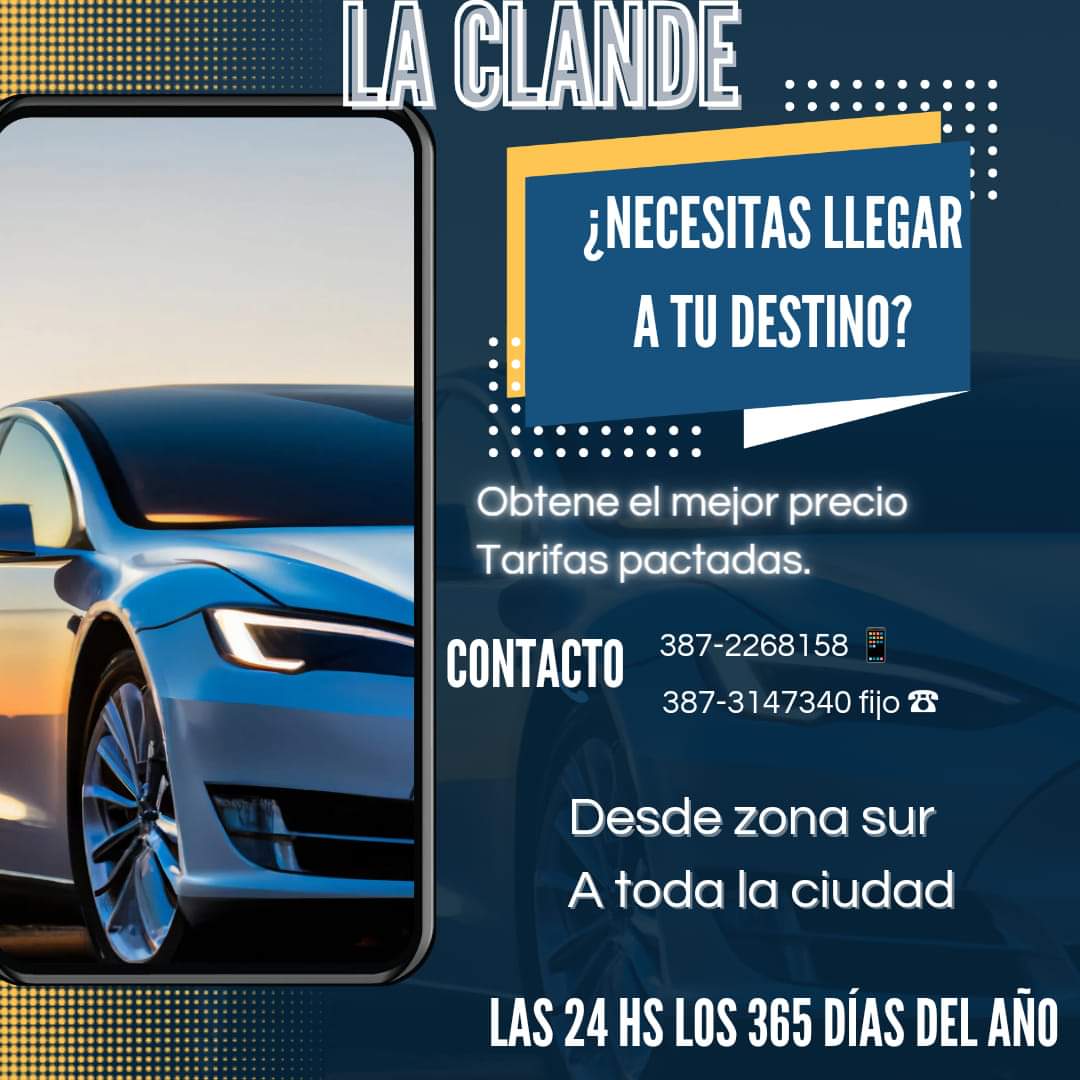 LA CLANDE
¿NECESITAS LLEGAR
A TU DESTINO?
Obtene el mejor precio
Tarifas pactadas.
CONTACTO
387-2268158 📱
387-3147340 fijo ☎
Desde zona sur
A toda la ciudad
LAS 24 HS LOS 365 DÍAS DEL AÑO